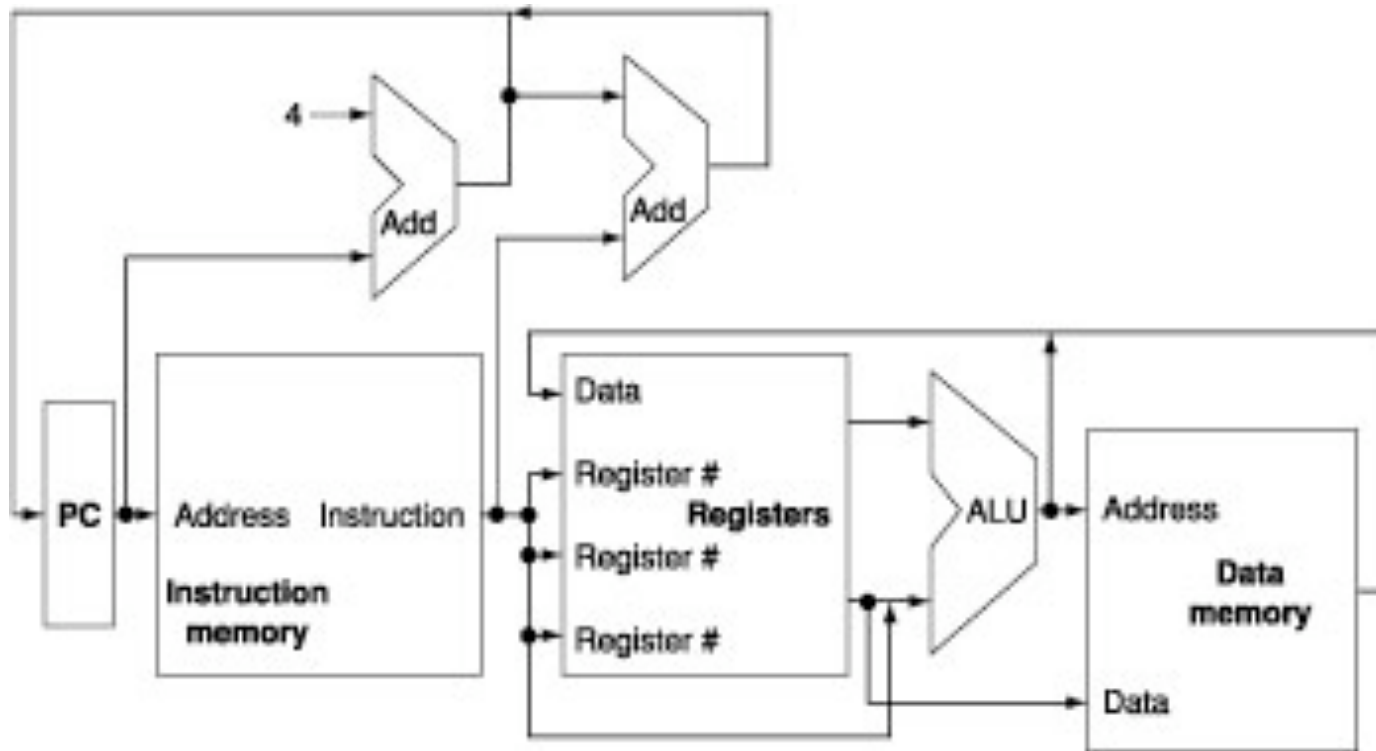 4
Add
Add
Data
Register #
PC
Address
Instruction
Registers
ALU
Address
Register #
Instruction
memory
Data
memory
Register #
Data